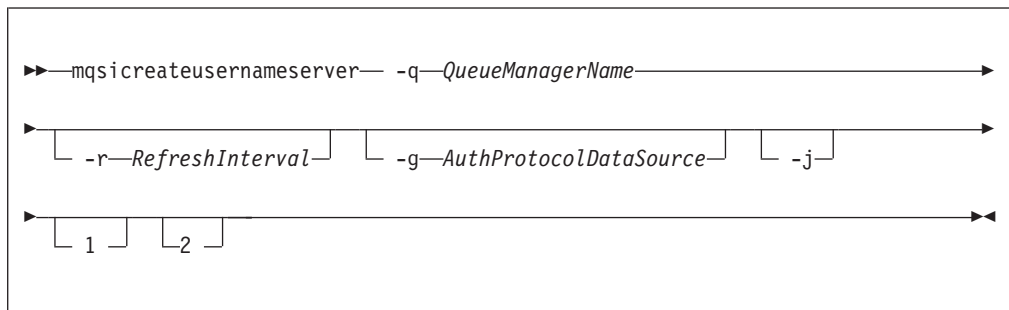 mqsicreateusernameserver -q QueueManagerName
-r RefreshInterval -g AuthProtocolDataSource -j
1 2